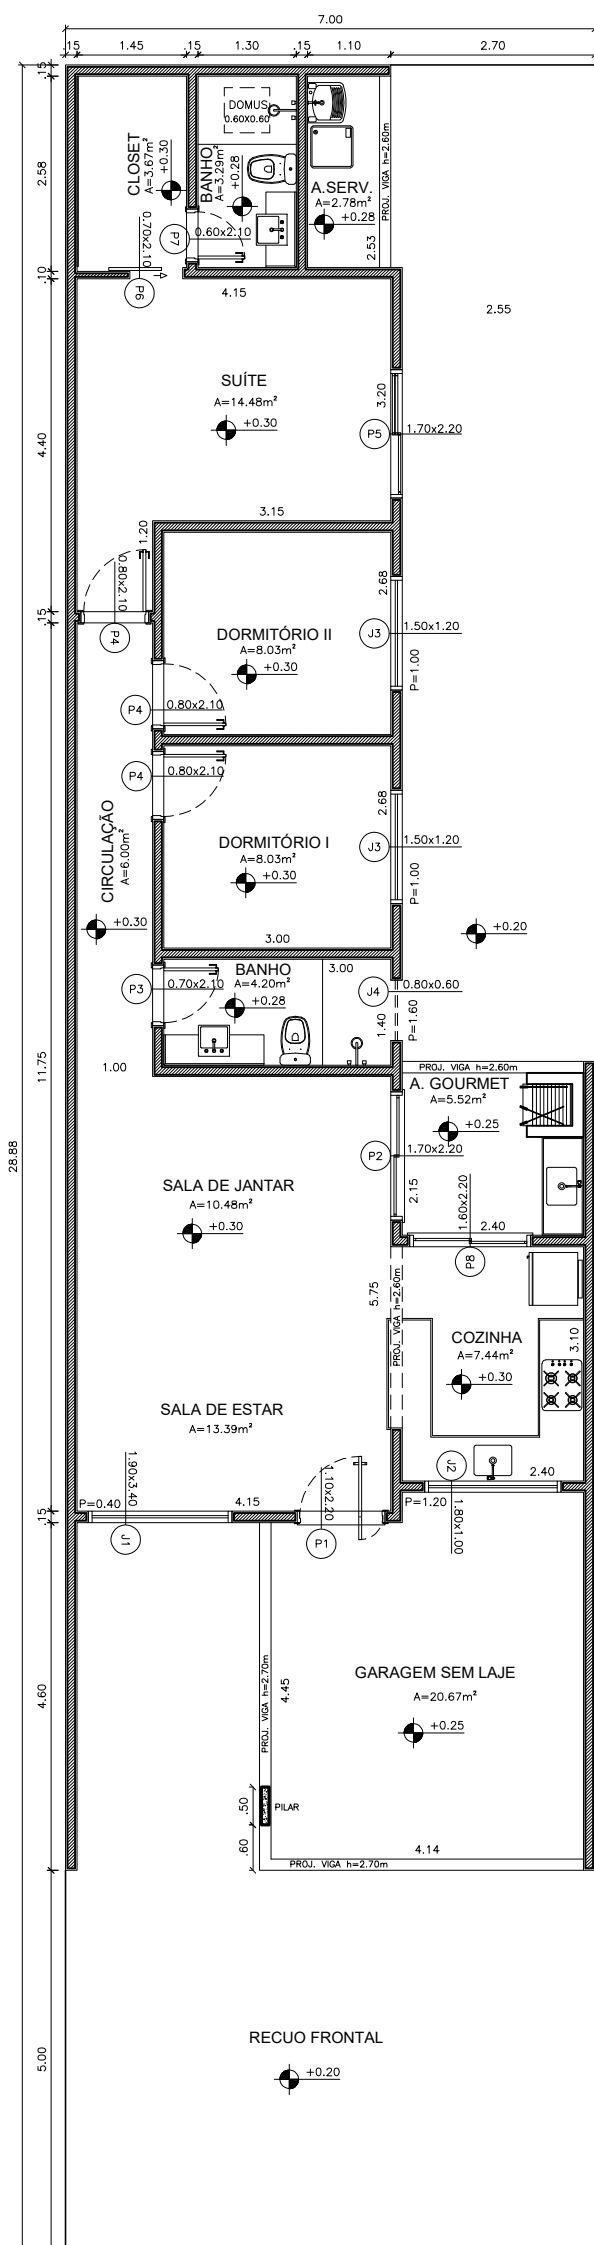 7.00
.15
1.45
.15
1.30
.15
1.10
2.70
.15
2.58
.10
4.40
.15
11.75
28.88
.15
4.60
5.00
CLOSET
A=3.67m²
+0.30
DOMUS
0.60X0.60
BANHO
A=3.29m²
+0.28
A.SERV.
A=2.78m²
+0.28
PROJ. VIGA h=2.60m
2.53
P7
0.60x2.10
0.70x2.10
P6
4.15
2.55
SUÍTE
A=14.48m²
+0.30
3.20
P5
1.70x2.20
3.15
1.20
0.80x2.10
P4
2.68
DORMITÓRIO II
A=8.03m²
+0.30
J3
1.50x1.20
P=1.00
P4
0.80x2.10
P4
0.80x2.10
2.68
DORMITÓRIO I
A=8.03m²
+0.30
J3
1.50x1.20
P=1.00
CIRCULAÇÃO
A=9.00m²
+0.30
+0.20
3.00
BANHO
A=4.20m²
+0.28
3.00
P3
0.70x2.10
J4
0.80x0.60
1.40
P=1.60
1.00
PROJ. VIGA h=2.60m
A. GOURMET
A=5.52m²
+0.25
P2
1.70x2.20
2.15
1.60x2.20
2.40
P8
SALA DE JANTAR
A=10.48m²
+0.30
5.75
PROJ. VIGA h=2.60m
COZINHA
A=7.44m²
+0.30
3.10
SALA DE ESTAR
A=13.39m²
1.90x3.40
P=0.40
4.15
J1
1.10x2.20
P1
J2
2.40
P=1.20
1.80x1.00
GARAGEM SEM LAJE
A=20.67m²
+0.25
PROJ. VIGA h=2.70m
4.45
.50
PILAR
.60
4.14
PROJ. VIGA h=2.70m
RECUO FRONTAL
+0.20